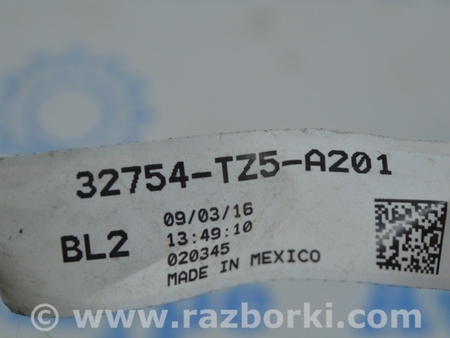 32754-TZ5-A201
BL2
09/03/16
13:49:10
020345
MADE IN MEXICO
© www.razborki.com